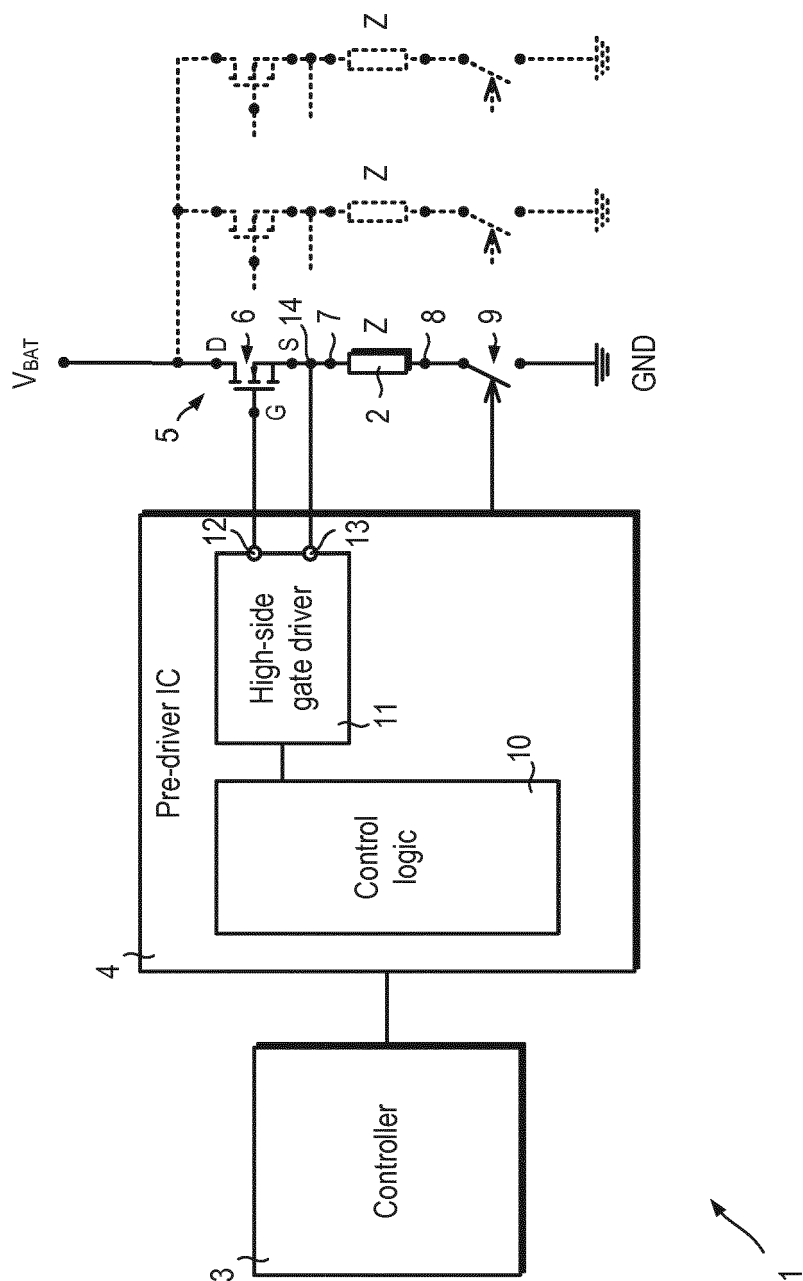 V_BAT
5
D
6
G
S
14
7
Z
2
8
9
GND
Z
Z
12
13
High-side
gate driver
11
Pre-driver IC
10
Control
logic
4
Controller
3
1